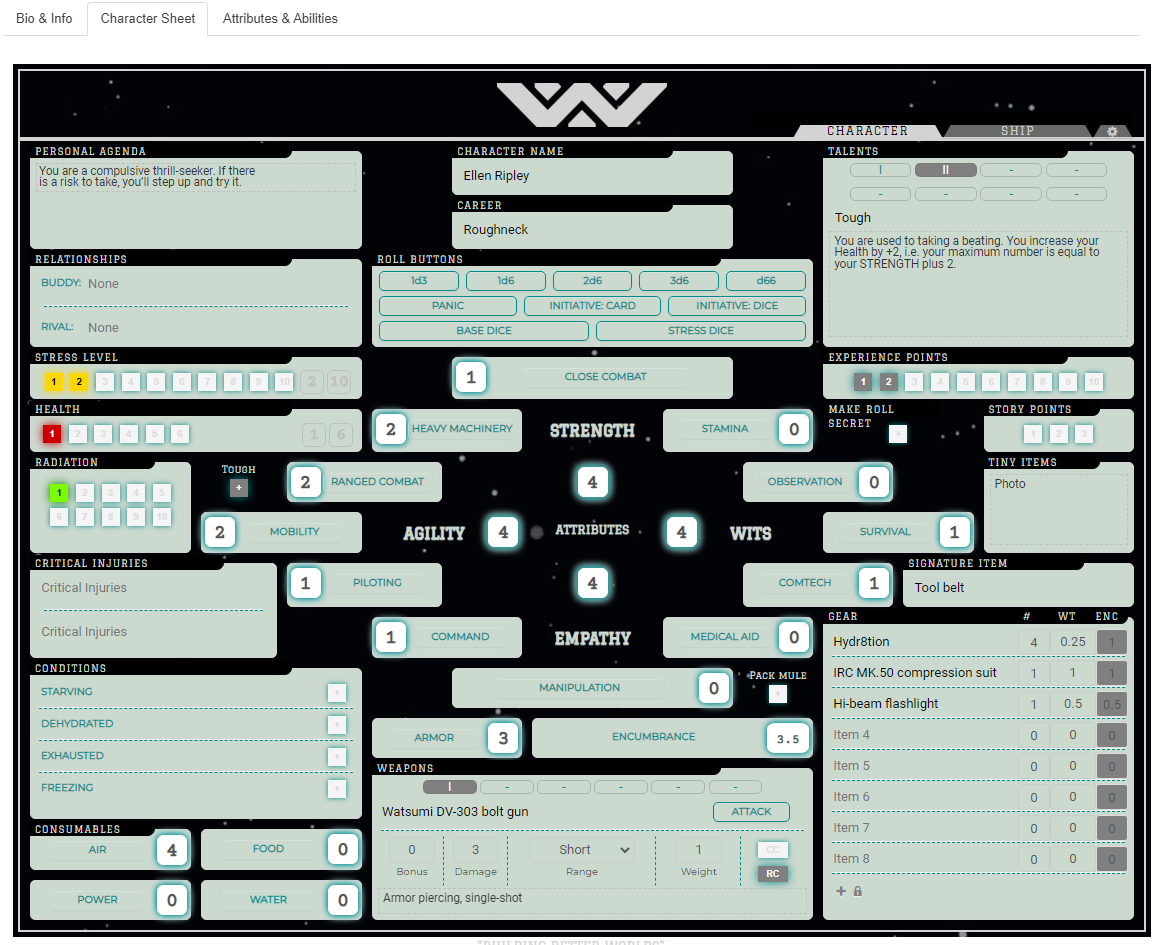 Bio & Info
Character Sheet
Attributes & Abilities
CHARACTER
SHIP
PERSONAL AGENDA
You are a compulsive thrill-seeker. If there
is a risk to take, you'll step up and try it.
CHARACTER NAME
Ellen Ripley
CAREER
Roughneck
TALENTS
I II - -
- - - -
Tough
You are used to taking a beating. You increase your
Health by +2, i.e. your maximum number is equal to
your STRENGTH plus 2.
RELATIONSHIPS
BUDDY: None
RIVAL: None
ROLL BUTTONS
1d3 1d6 2d6 3d6 d66
PANIC INITIATIVE: CARD INITIATIVE: DICE
BASE DICE STRESS DICE
STRESS LEVEL
1 2 3 4 5 6 7 8 9 10 2 10
1 CLOSE COMBAT
EXPERIENCE POINTS
1 2 3 4 5 6 7 8 9 10
HEALTH
1 2 3 4 5 6 1 6
2 HEAVY MACHINERY
STRENGTH
STAMINA 0
MAKE ROLL
SECRET +
STORY POINTS
1 2 3
RADIATION
1 2 3 4 5
6 7 8 9 10
TOUGH
+
2 RANGED COMBAT
4
OBSERVATION 0
TINY ITEMS
Photo
2 MOBILITY
AGILITY 4 ATTRIBUTES 4 WITS
SURVIVAL 1
CRITICAL INJURIES
Critical Injuries
Critical Injuries
1 PILOTING
4
COMTECH 1
SIGNATURE ITEM
Tool belt
1 COMMAND
EMPATHY
MEDICAL AID 0
GEAR # WT ENC
Hydr8tion 4 0.25 1
IRC MK.50 compression suit 1 1 1
Hi-beam flashlight 1 0.5 0.5
Item 4 0 0 0
Item 5 0 0 0
Item 6 0 0 0
Item 7 0 0 0
Item 8 0 0 0
+
CONDITIONS
STARVING +
DEHYDRATED +
EXHAUSTED +
FREEZING +
MANIPULATION 0
PACK MULE
+
ARMOR 3
ENCUMBRANCE 3.5
WEAPONS
I - - - - -
Watsumi DV-303 bolt gun ATTACK
0 3 Short 1 CC
Bonus Damage Range Weight RC
Armor piercing, single-shot
CONSUMABLES
AIR 4 FOOD 0
POWER 0 WATER 0
"BUILDING BETTER WORLDS"